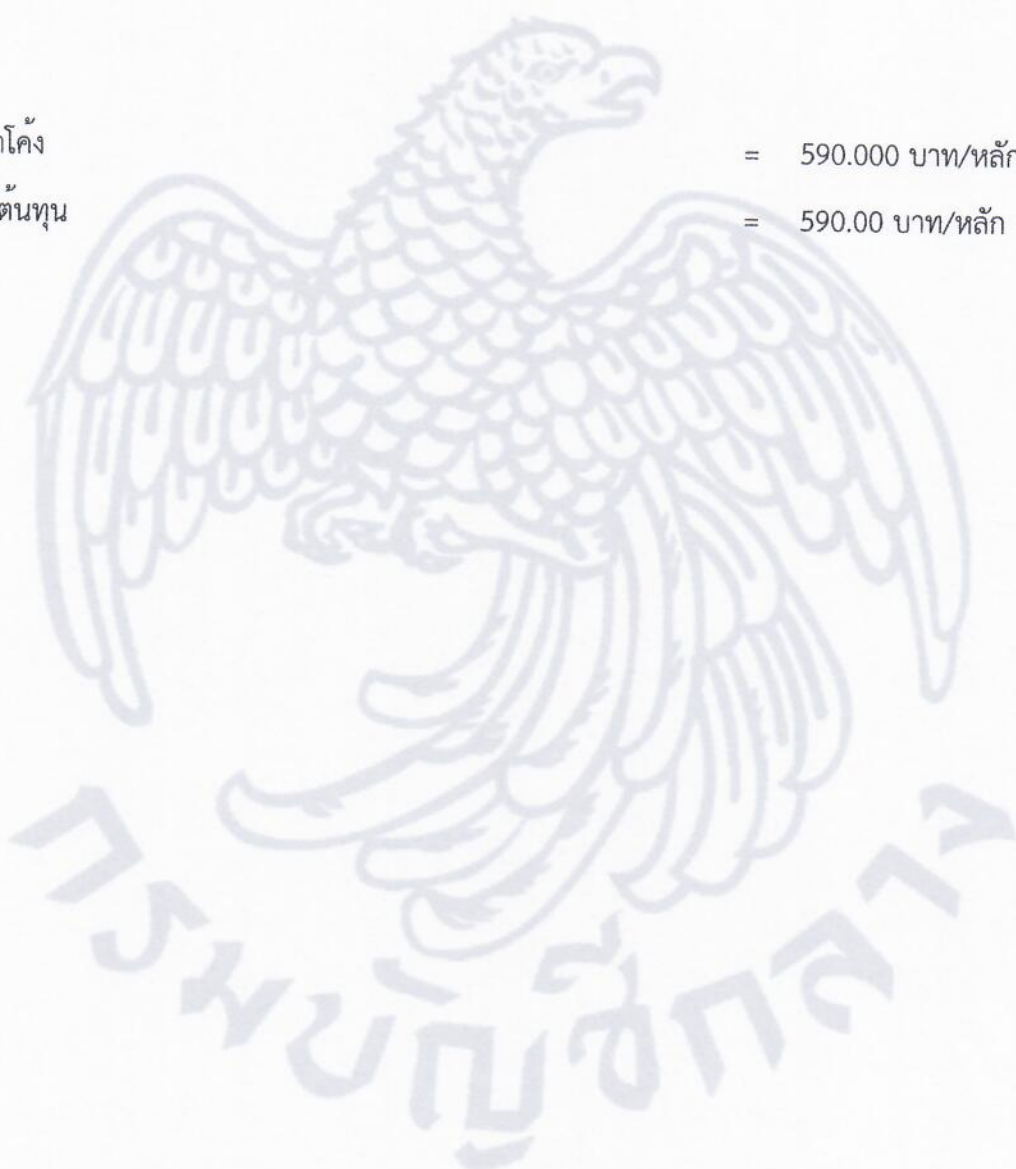 โค้ง = 590.000 บาท/หลัก
ต้นทุน = 590.00 บาท/หลัก
กรมบัญชีกลาง